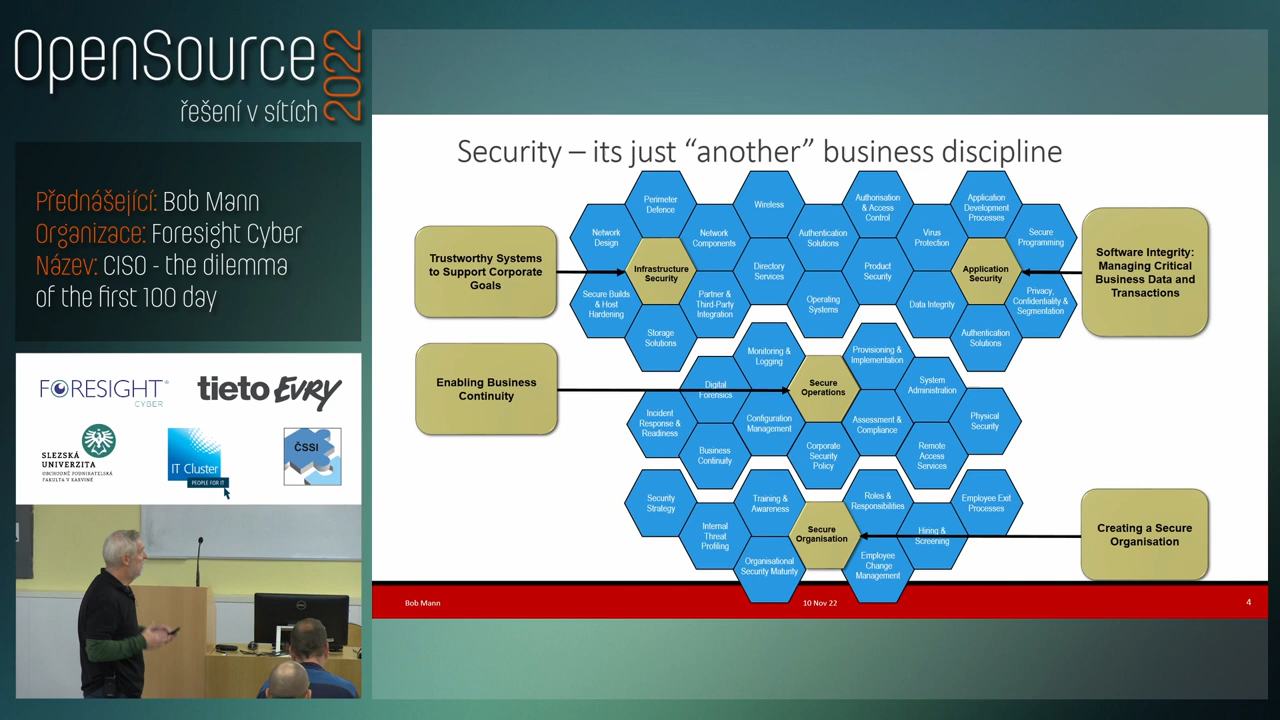 OpenSource
2022
řešení v sítích
Přednášející: Bob Mann
Organizace: Foresight Cyber
Název: CISO - the dilemma
of the first 100 day
FORESIGHT
CYBER
tieto EVRY
SLEZSKÁ
UNIVERZITA
OBCHODNĚ PODNIKATELSKÁ
FAKULTA V KARVINÉ
IT Cluster
PEOPLE FOR IT
ČSSI
Security – its just “another” business discipline
Trustworthy Systems
to Support Corporate
Goals
Enabling Business
Continuity
Perimeter
Defence
Wireless
Authorisation
& Access
Control
Application
Development
Processes
Network
Design
Network
Components
Authentication
Solutions
Virus
Protection
Secure
Programming
Infrastructure
Security
Directory
Services
Product
Security
Application
Security
Secure Builds
& Host
Hardening
Partner &
Third-Party
Integration
Operating
Systems
Data Integrity
Privacy,
Confidentiality &
Segmentation
Storage
Solutions
Authentication
Solutions
Monitoring &
Logging
Provisioning &
Implementation
Digital
Forensics
Secure
Operations
System
Administration
Incident
Response &
Readiness
Configuration
Management
Assessment &
Compliance
Physical
Security
Business
Continuity
Corporate
Security
Policy
Remote
Access
Services
Security
Strategy
Training &
Awareness
Roles &
Responsibilities
Employee Exit
Processes
Internal
Threat
Profiling
Secure
Organisation
Hiring &
Screening
Organisational
Security Maturity
Employee
Change
Management
Software Integrity:
Managing Critical
Business Data and
Transactions
Creating a Secure
Organisation
Bob Mann
10 Nov 22
4